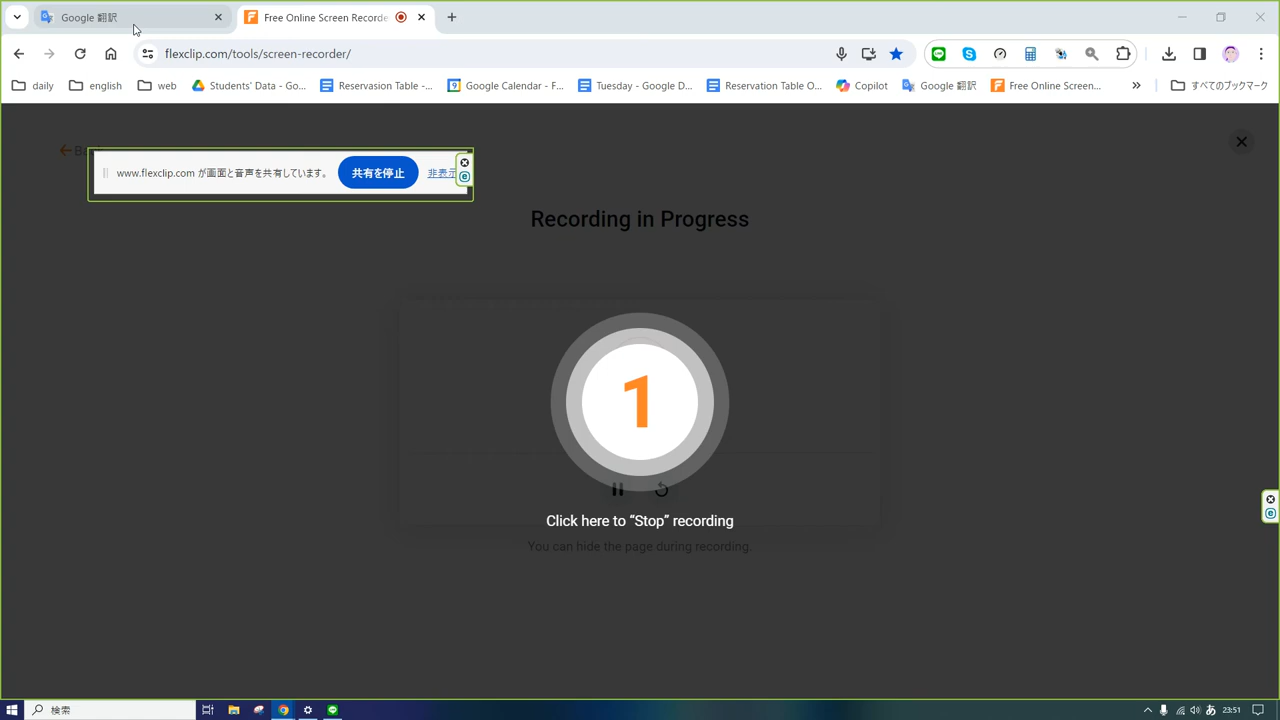 Google 翻訳
Free Online Screen Recorde
flexclip.com/tools/screen-recorder/
daily
english
web
Students' Data - Go...
Reservasion Table -...
Google Calendar - F...
Tuesday - Google D...
Reservation Table O...
Copilot
Google 翻訳
Free Online Screen...
»
すべてのブックマーク
www.flexclip.com が画面と音声を共有しています。
共有を停止
非表示
Recording in Progress
1
Click here to “Stop” recording
You can hide the page during recording.
検索
あ
23:51